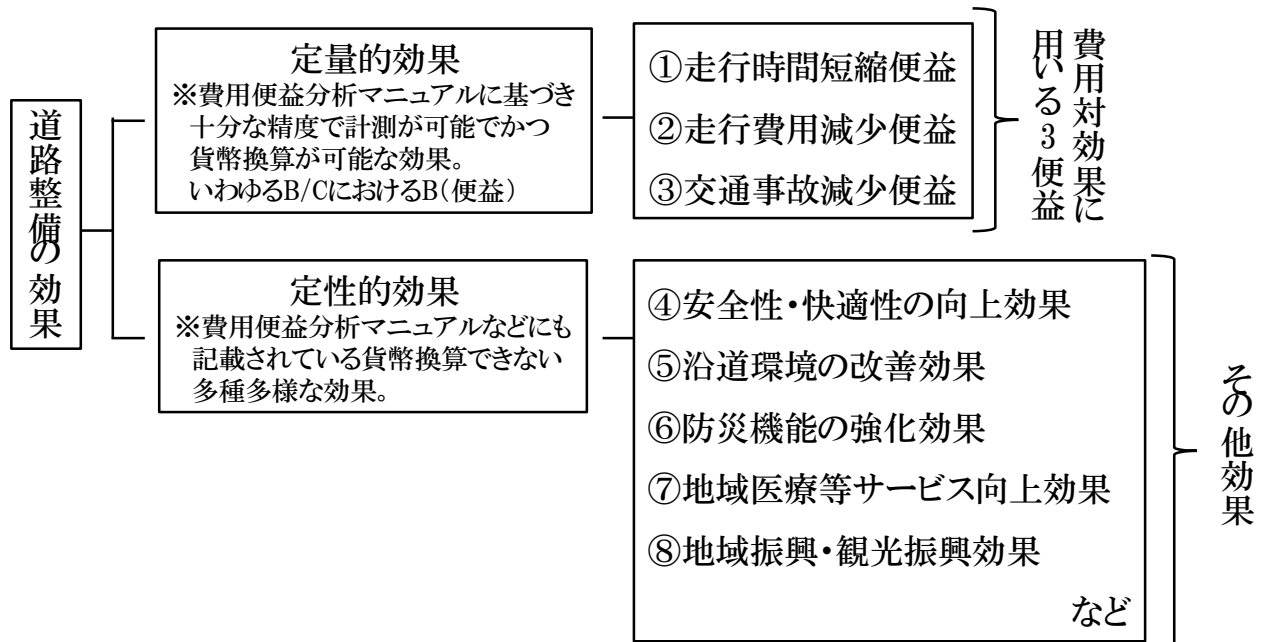 道路整備の効果
定量的効果
※費用便益分析マニュアルに基づき
十分な精度で計測が可能でかつ
貨幣換算が可能な効果。
いわゆるB/CにおけるB(便益)
①走行時間短縮便益
②走行費用減少便益
③交通事故減少便益
費用対効果に
用いる3便益
定性的効果
※費用便益分析マニュアルなどにも
記載されている貨幣換算できない
多種多様な効果。
④安全性・快適性の向上効果
⑤沿道環境の改善効果
⑥防災機能の強化効果
⑦地域医療等サービス向上効果
⑧地域振興・観光振興効果
など
その他効果